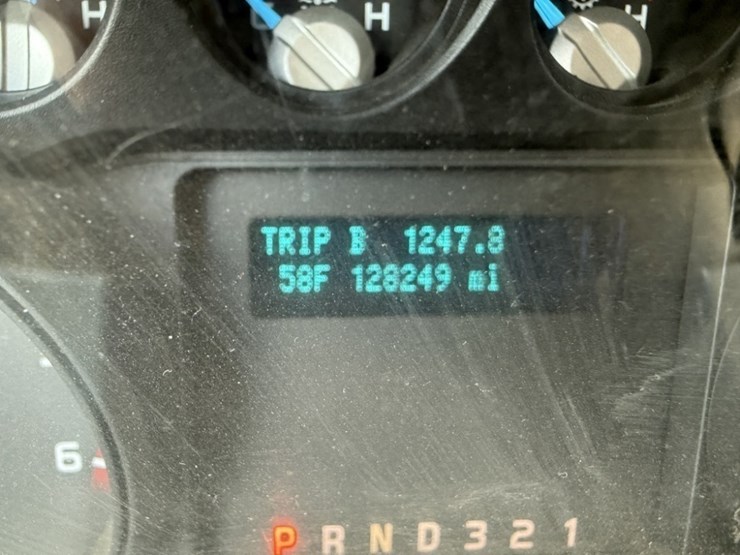 H H H
TRIP B 1247.8
58F 128249 mi
6
P R N D 3 2 1